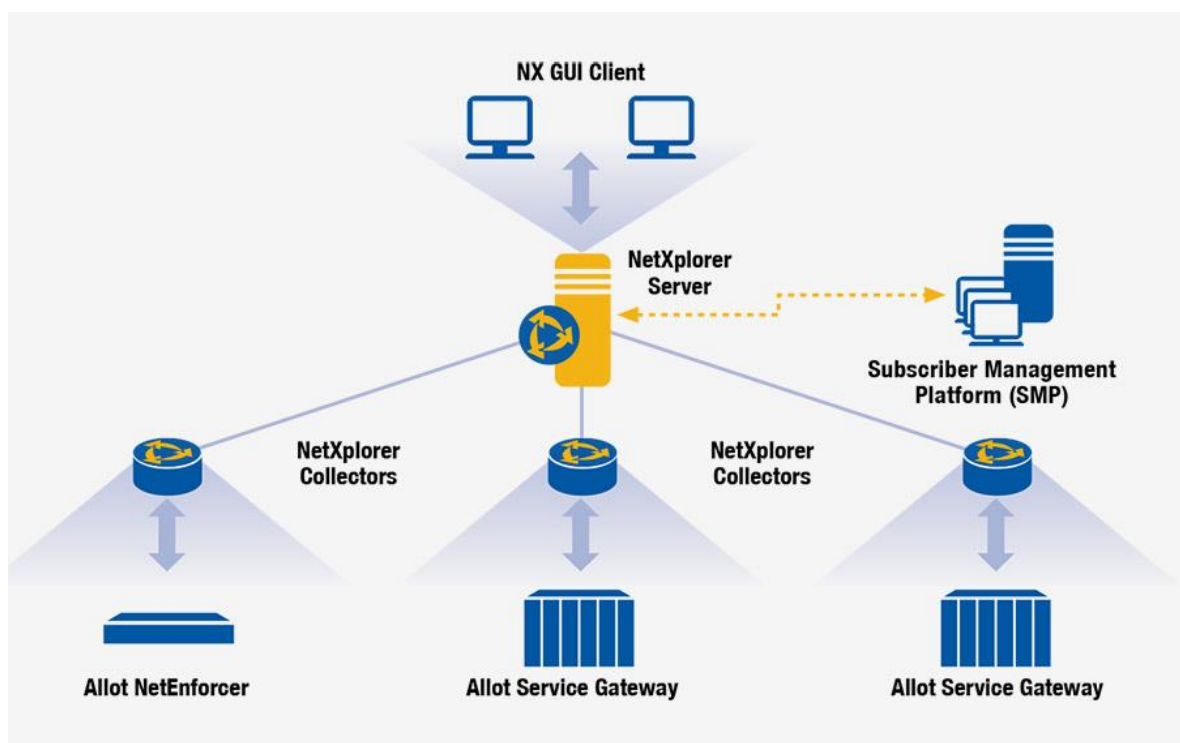 NX GUI Client
NetXplorer
Server
Subscriber Management
Platform (SMP)
NetXplorer
Collectors
NetXplorer
Collectors
Allot NetEnforcer
Allot Service Gateway
Allot Service Gateway